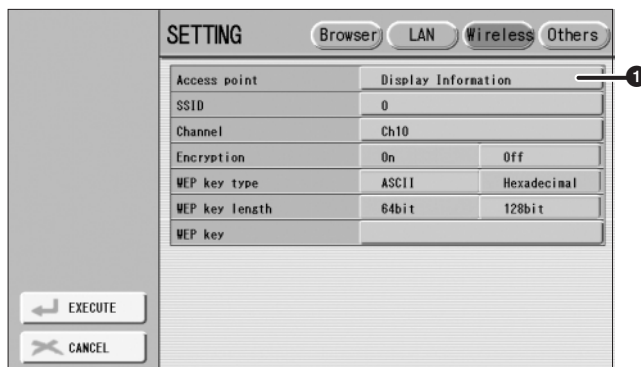 SETTING Browser LAN Wireless Others
Access point Display Information 1
SSID 0
Channel Ch10
Encryption On Off
WEP key type ASCII Hexadecimal
WEP key length 64bit 128bit
WEP key
EXECUTE
CANCEL